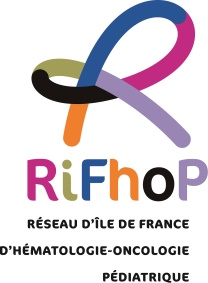 RiFhoP
RÉSEAU D'ÎLE DE FRANCE
D'HÉMATOLOGIE-ONCOLOGIE
PÉDIATRIQUE